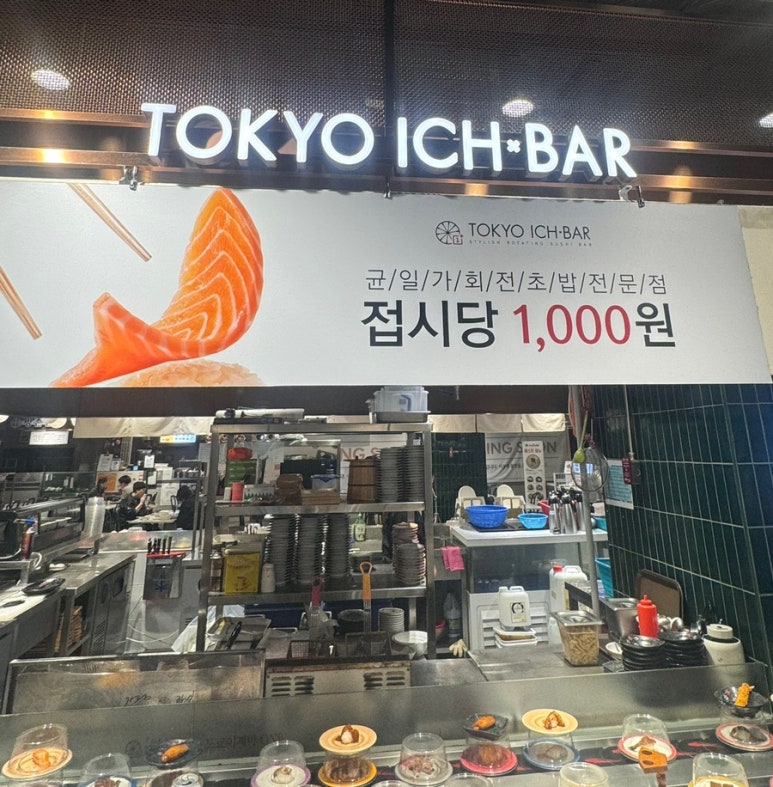 TOKYO ICH BAR
TOKYO ICH·BAR
STYLISH ROTATING SUSHI BAR
균/일/가/회/전/초/밥/전/문/점
접시당 1,000원